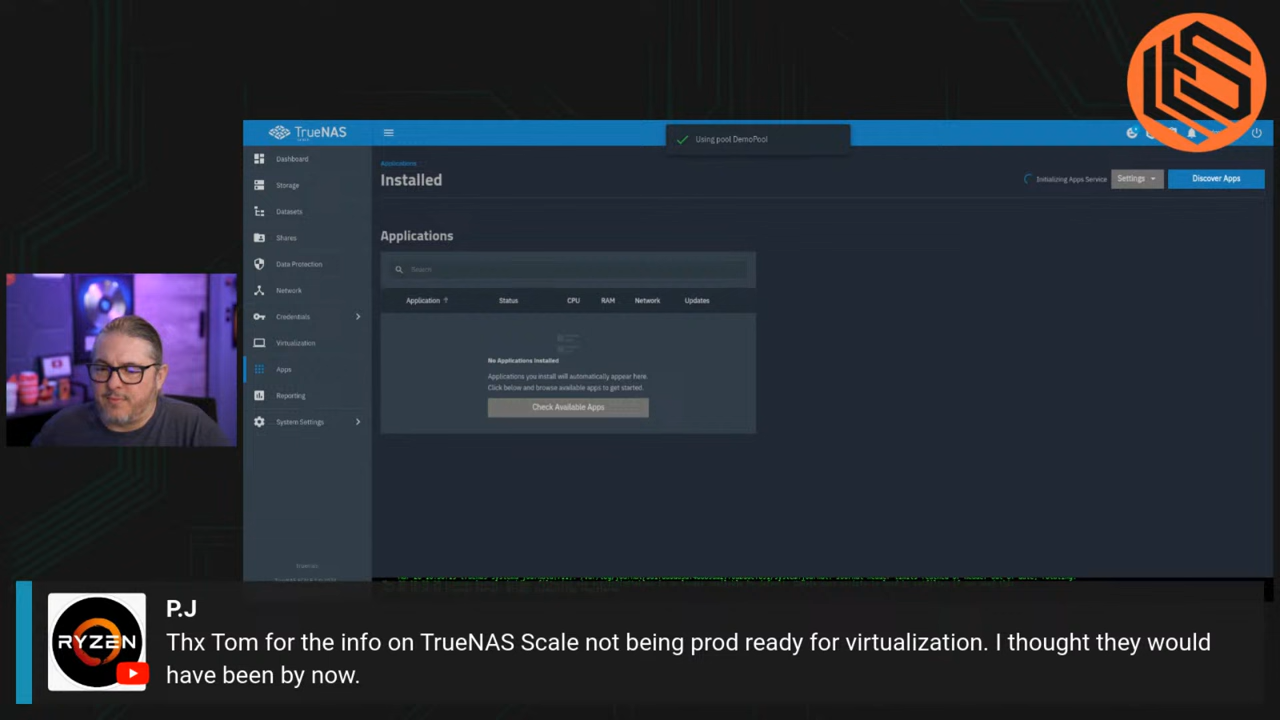 TrueNAS
Using pool DemoPool
Dashboard
Storage
Datasets
Shares
Data Protection
Network
Credentials
Virtualization
Apps
Reporting
System Settings
Applications
Installed
Initializing Apps Service
Settings
Discover Apps
Applications
Search
Application
Status
CPU
RAM
Network
Updates
No Applications Installed
Applications you install will automatically appear here.
Click below and browse available apps to get started.
Check Available Apps
RYZEN
P.J
Thx Tom for the info on TrueNAS Scale not being prod ready for virtualization. I thought they would
have been by now.